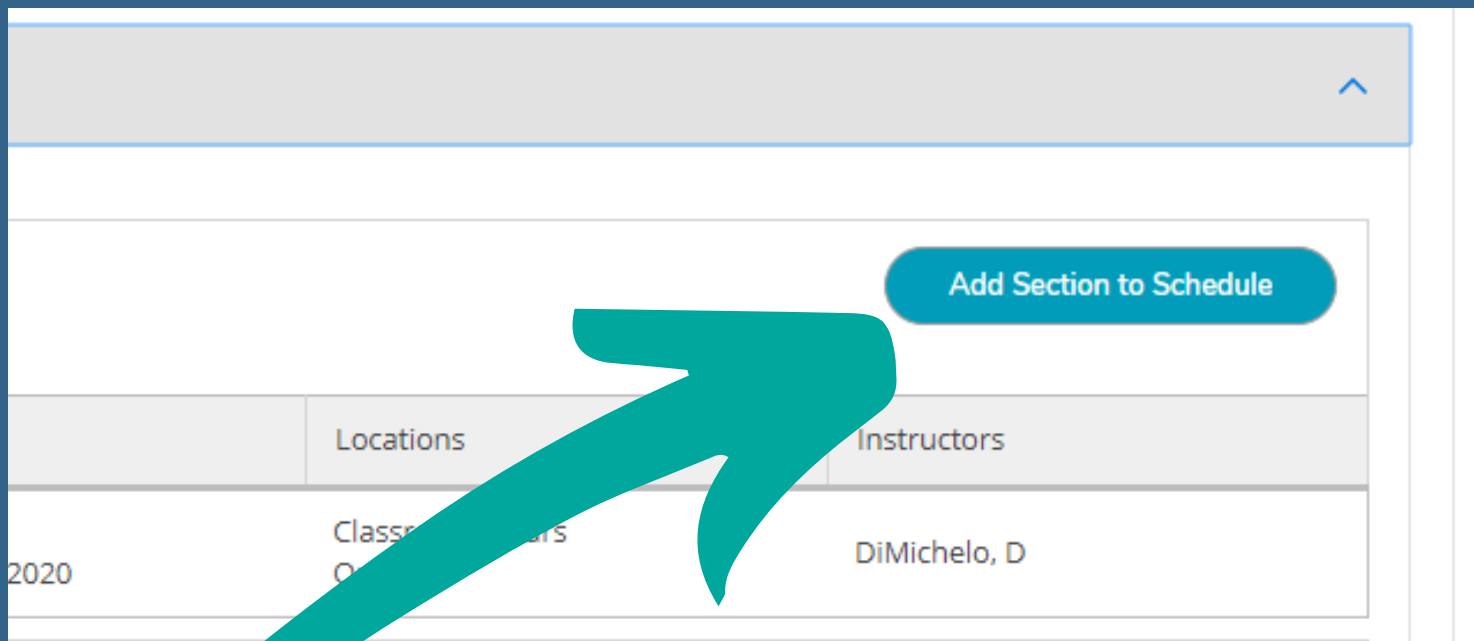 Add Section to Schedule
Locations
Instructors
2020
DiMichelo, D